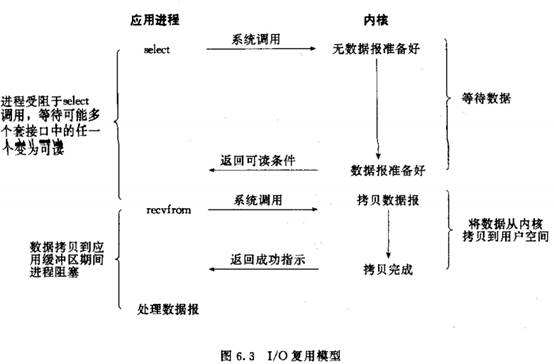 应用进程
内核
select
系统调用
无数据报准备好
进程受阻于select
调用，等待可能多
个套接口中的任一
个变为可读
等待数据
返回可读条件
数据报准备好
recvfrom
系统调用
拷贝数据报
数据拷贝到应
用缓冲区期间
进程阻塞
将数据从内核
拷贝到用户空间
返回成功指示
拷贝完成
处理数据报
图 6.3 I/O 复用模型